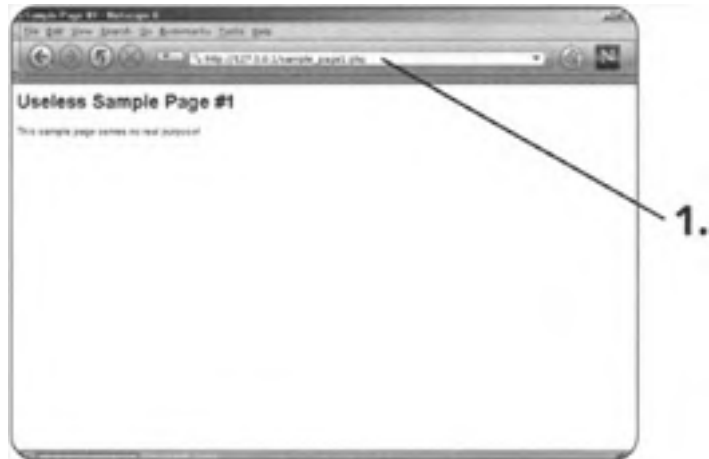 Sample Page #1 - Netscape 6
File Edit View Search Go Bookmarks Tasks Help
http://127.0.0.1/sample_page1.php
N
Useless Sample Page #1
This sample page serves no real purpose!
1.